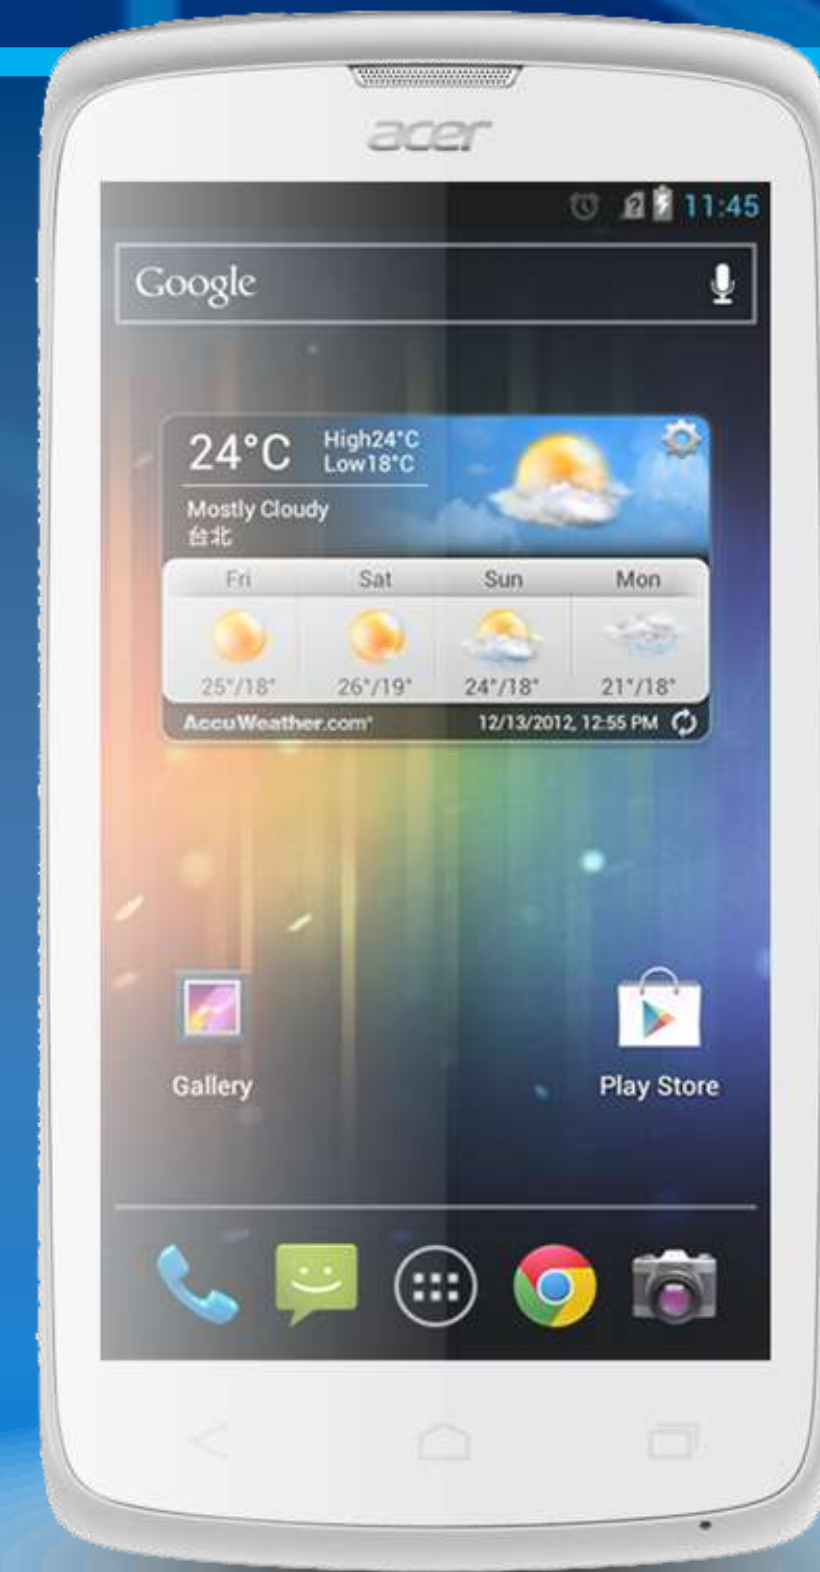 acer
11:45
Google
24°C
High24°C
Low18°C
Mostly Cloudy
台北
Fri Sat Sun Mon
25°/18° 26°/19° 24°/18° 21°/18°
AccuWeather.com® 12/13/2012, 12:55 PM
Gallery Play Store